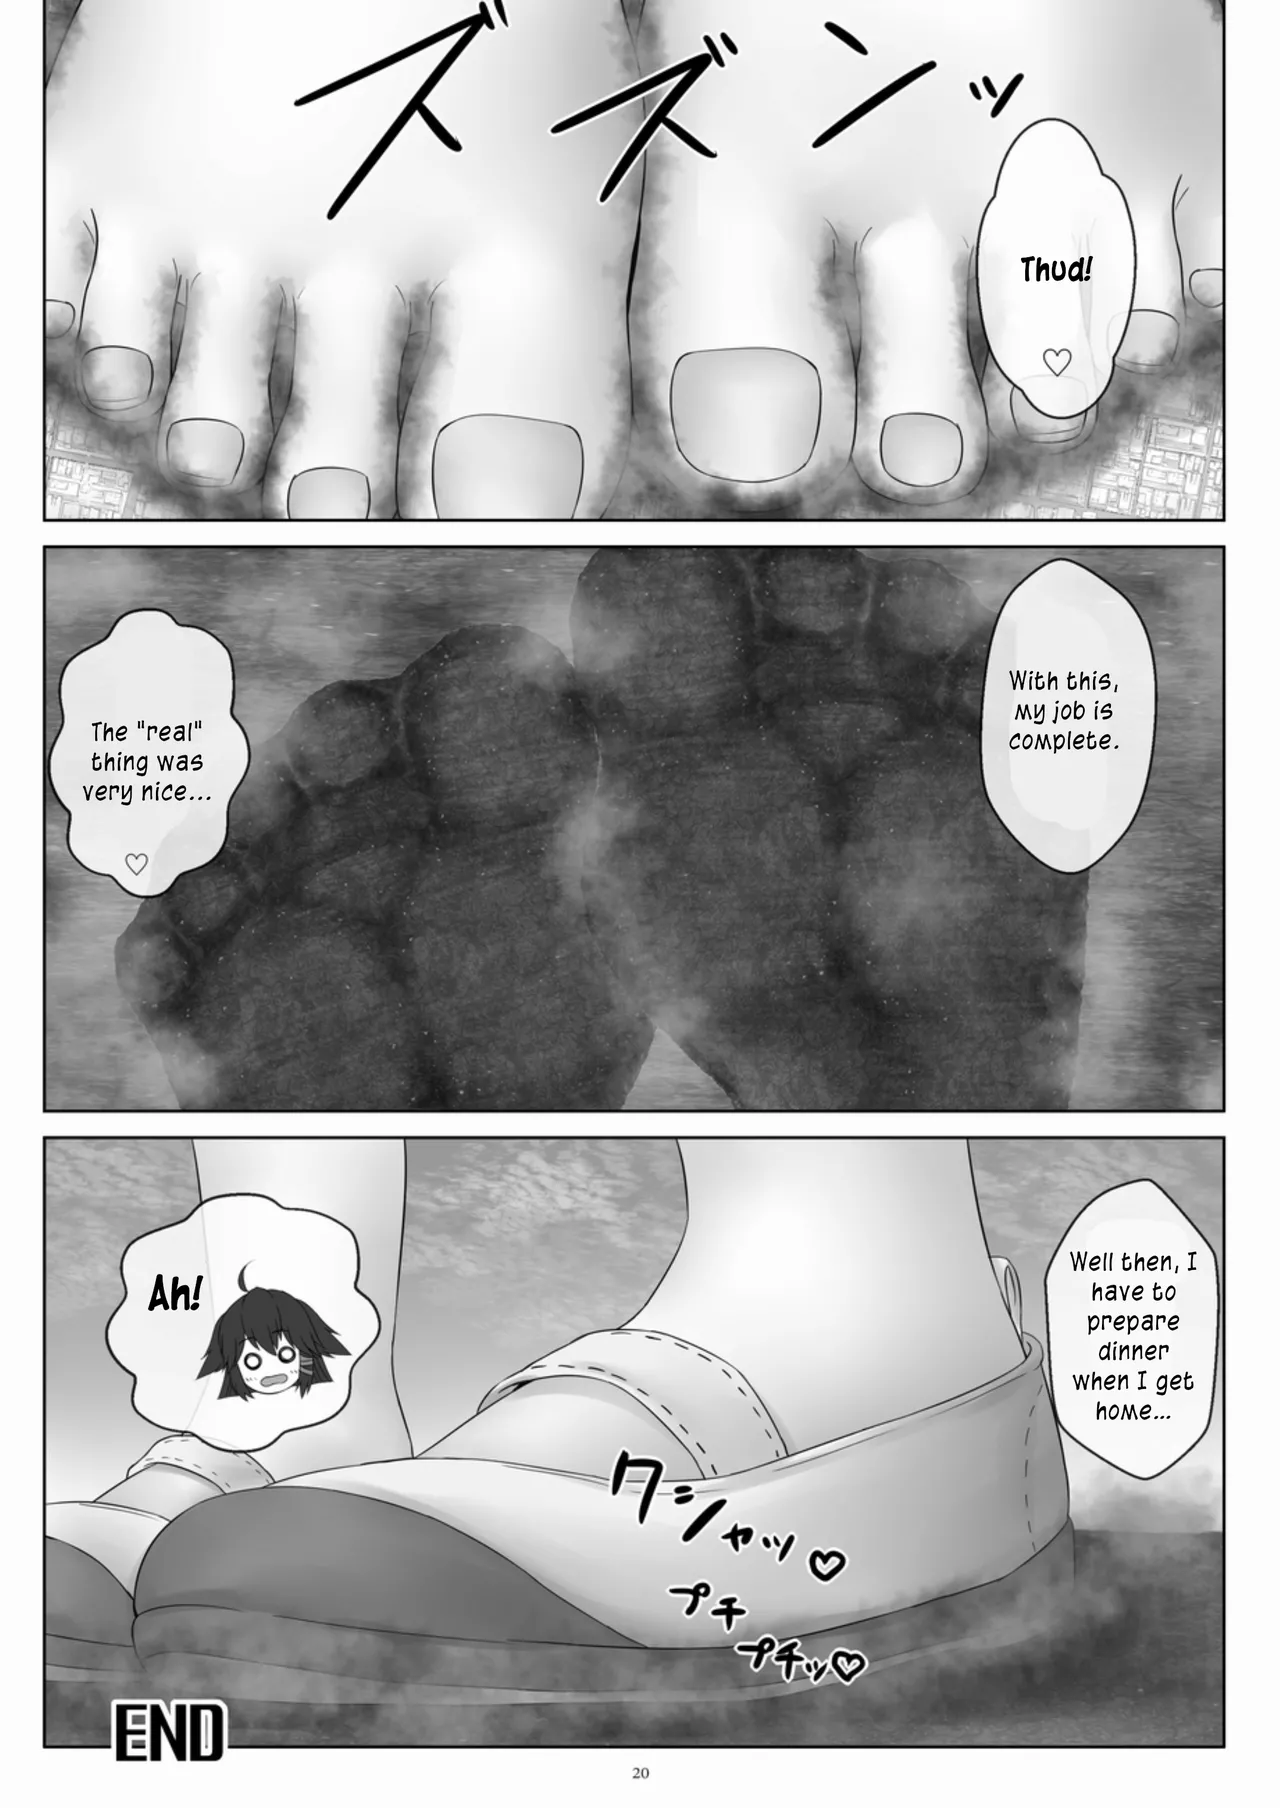 ズズンッ
Thud!
♡
With this,
my job is
complete.
The "real"
thing was
very nice...
♡
Well then, I
have to
prepare
dinner
when I get
home...
Ah!
クシャッ♡
プチ
プチッ♡
END
20